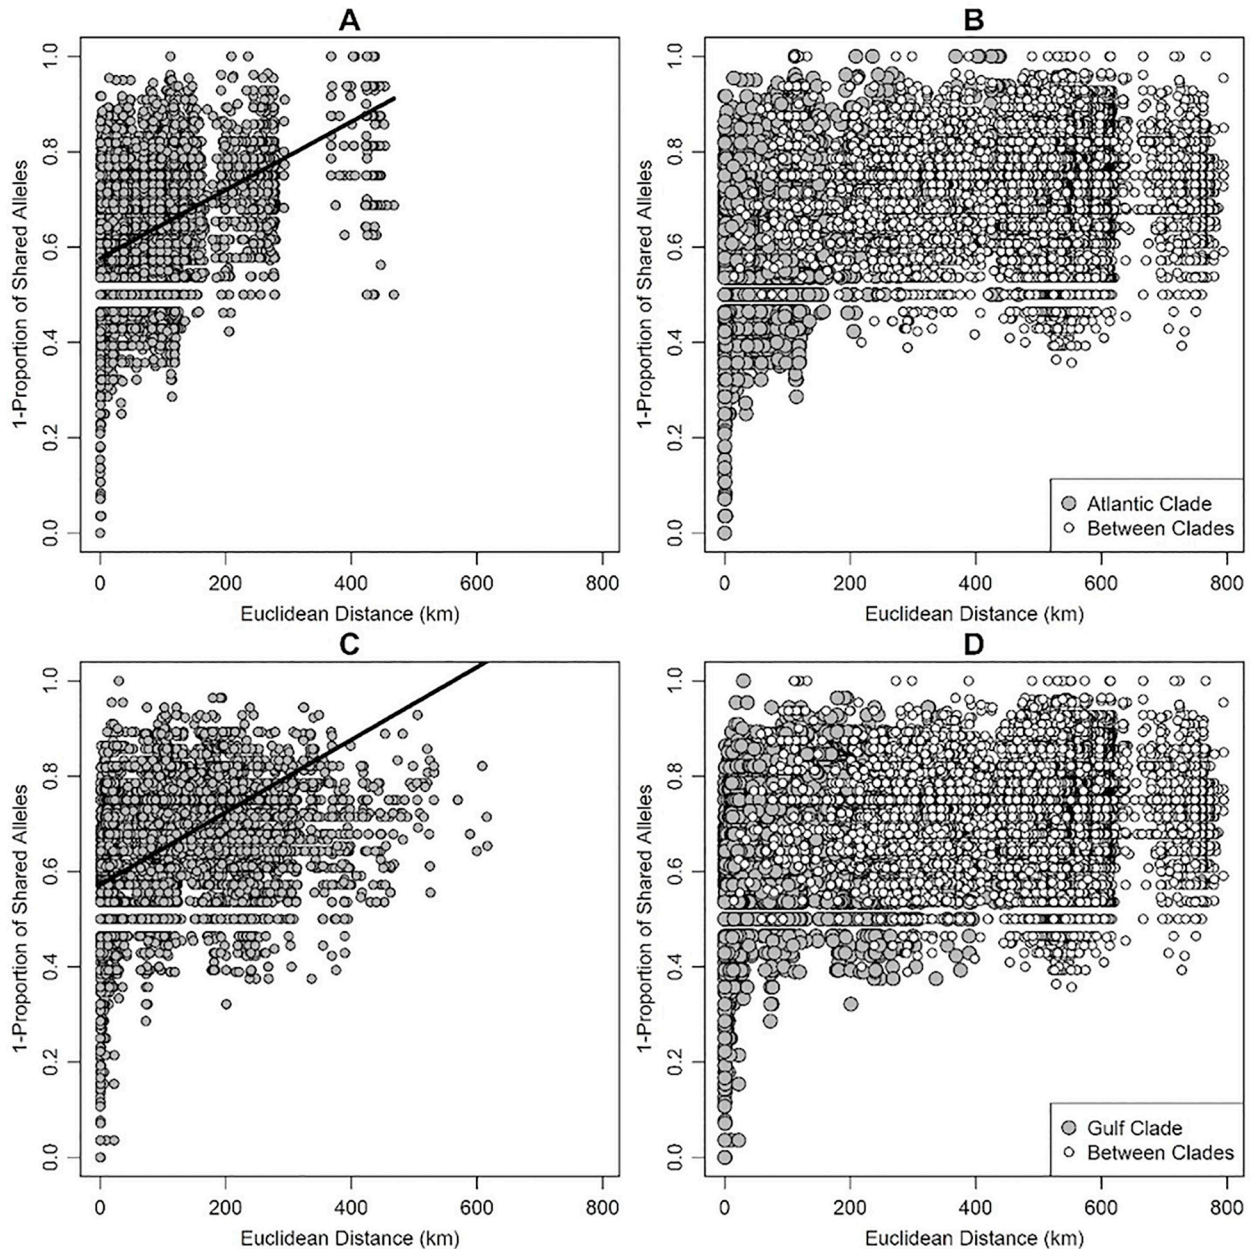 A
B
1.0
0.8
0.6
0.4
0.2
0.0
1-Proportion of Shared Alleles
0 200 400 600 800
Euclidean Distance (km)
1.0
0.8
0.6
0.4
0.2
0.0
1-Proportion of Shared Alleles
Atlantic Clade
Between Clades
0 200 400 600 800
Euclidean Distance (km)
C
D
1.0
0.8
0.6
0.4
0.2
0.0
1-Proportion of Shared Alleles
0 200 400 600 800
Euclidean Distance (km)
1.0
0.8
0.6
0.4
0.2
0.0
1-Proportion of Shared Alleles
Gulf Clade
Between Clades
0 200 400 600 800
Euclidean Distance (km)